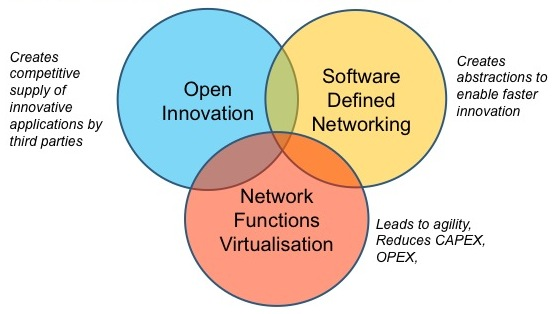 Creates
competitive
supply of
innovative
applications by
third parties
Open
Innovation
Software
Defined
Networking
Creates
abstractions to
enable faster
innovation
Network
Functions
Virtualisation
Leads to agility,
Reduces CAPEX,
OPEX,